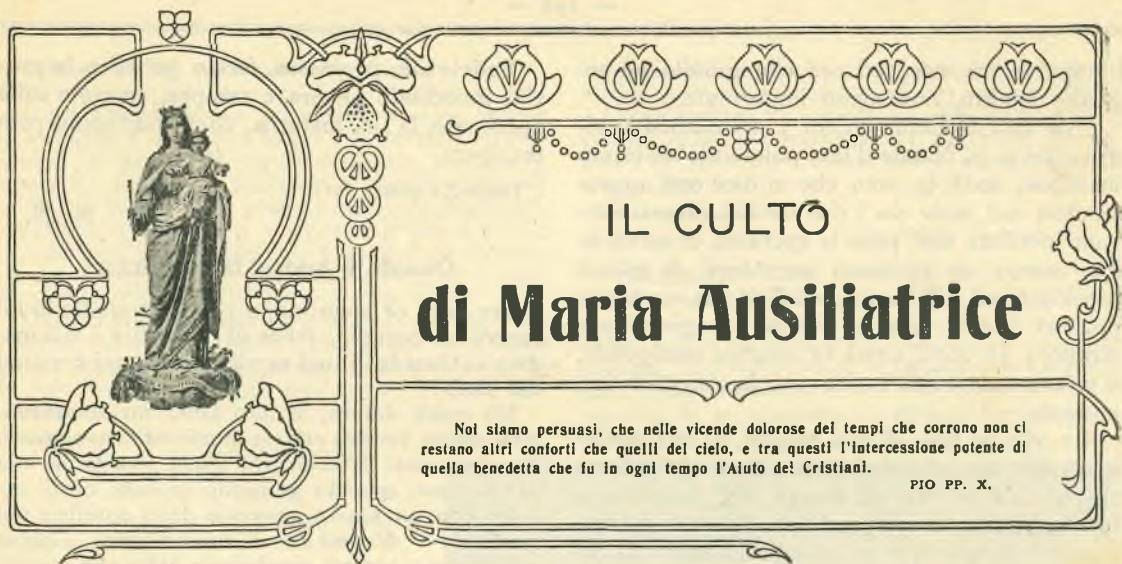 IL CULTO
di Maria Ausiliatrice
Noi siamo persuasi, che nelle vicende dolorose dei tempi che corrono non ci
restano altri conforti che quelli del cielo, e tra questi l'intercessione potente di
quella benedetta che fu in ogni tempo l'Aiuto dei Cristiani.
PIO PP. X.